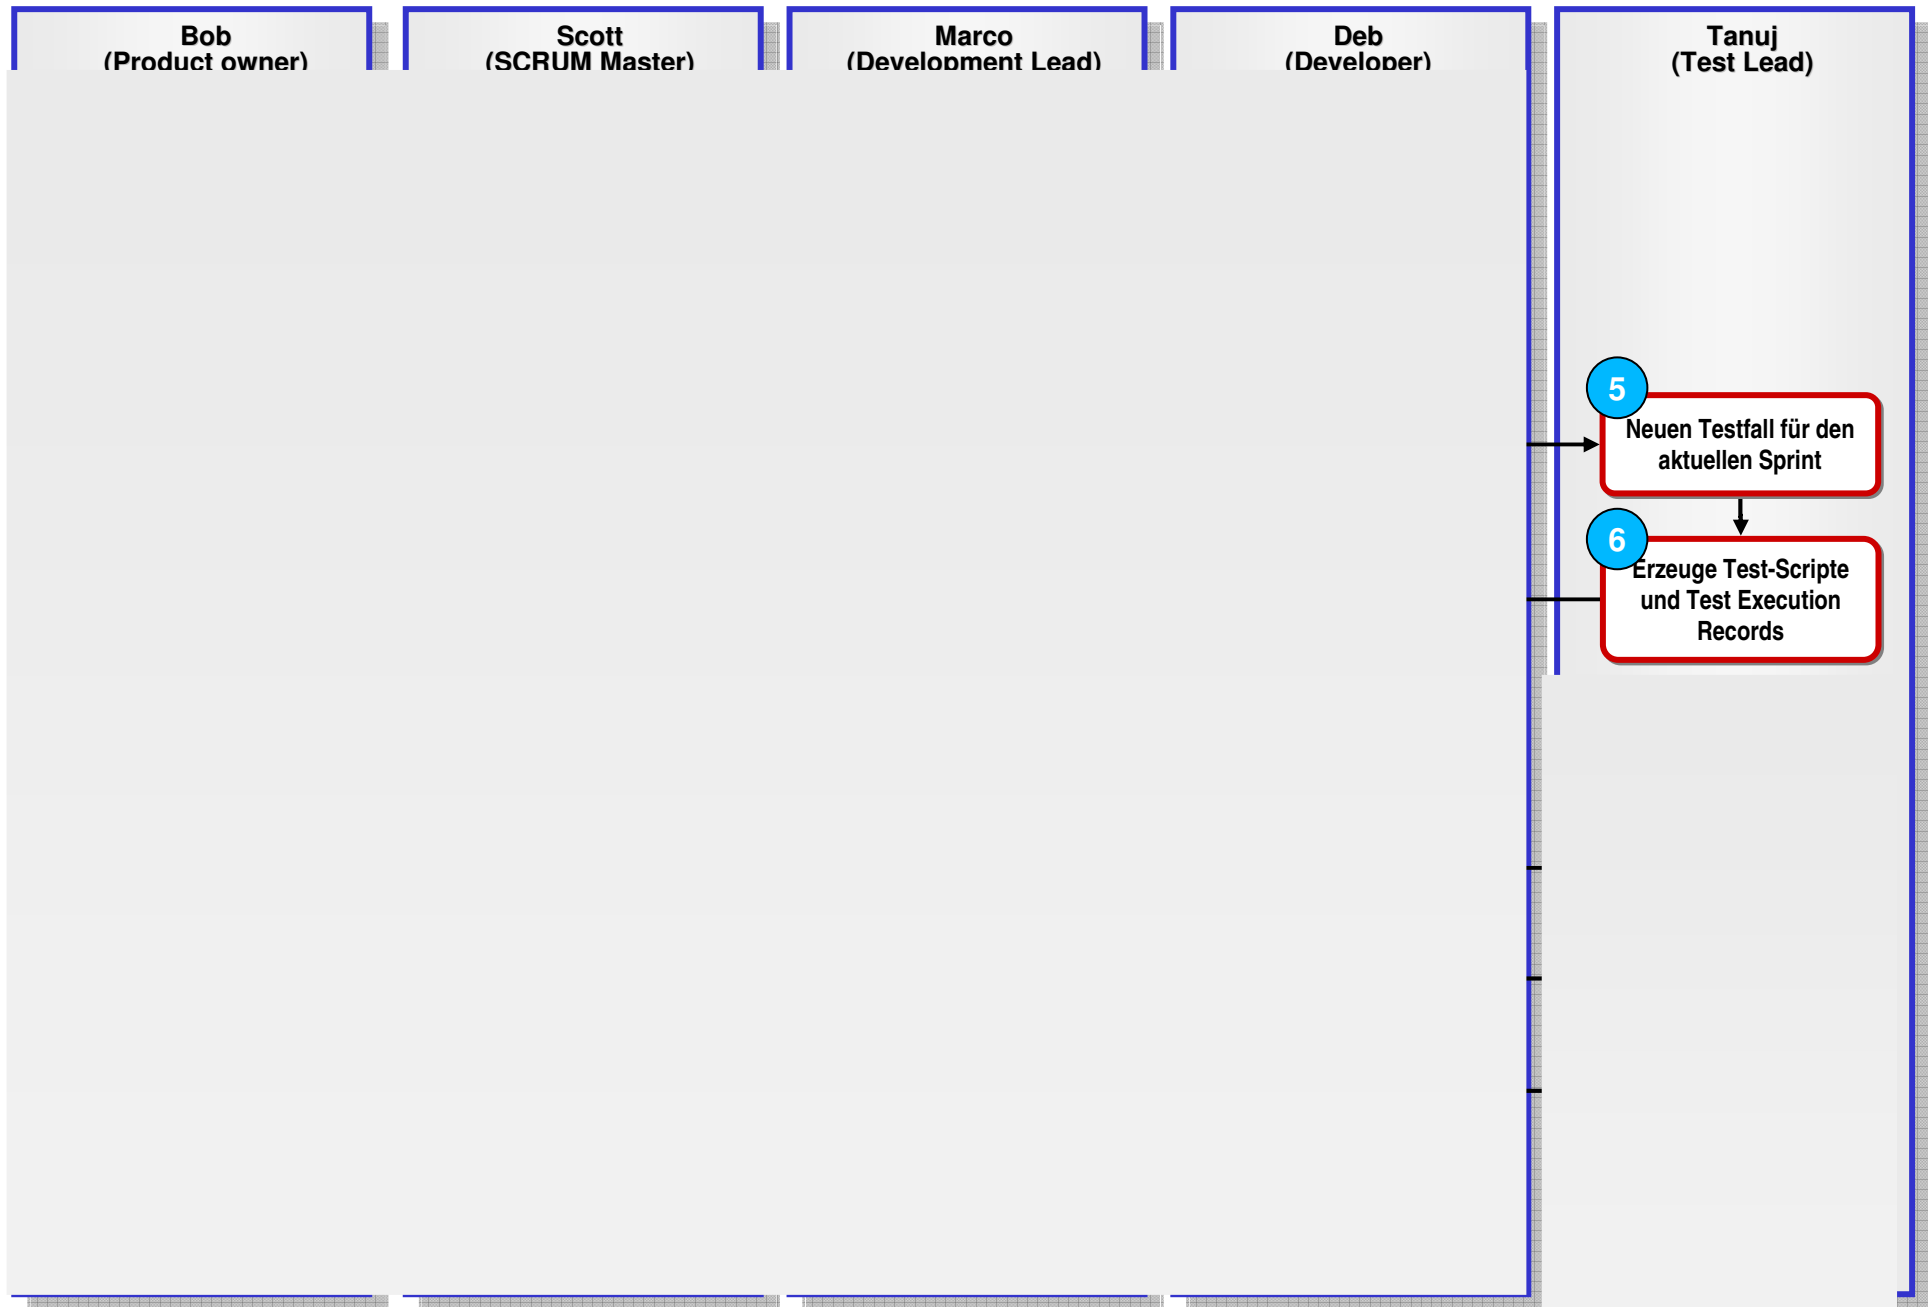 Bob
(Product owner)
Scott
(SCRUM Master)
Marco
(Development Lead)
Deb
(Developer)
Tanuj
(Test Lead)
5
Neuen Testfall für den
aktuellen Sprint
6
Erzeuge Test-Scripte
und Test Execution
Records